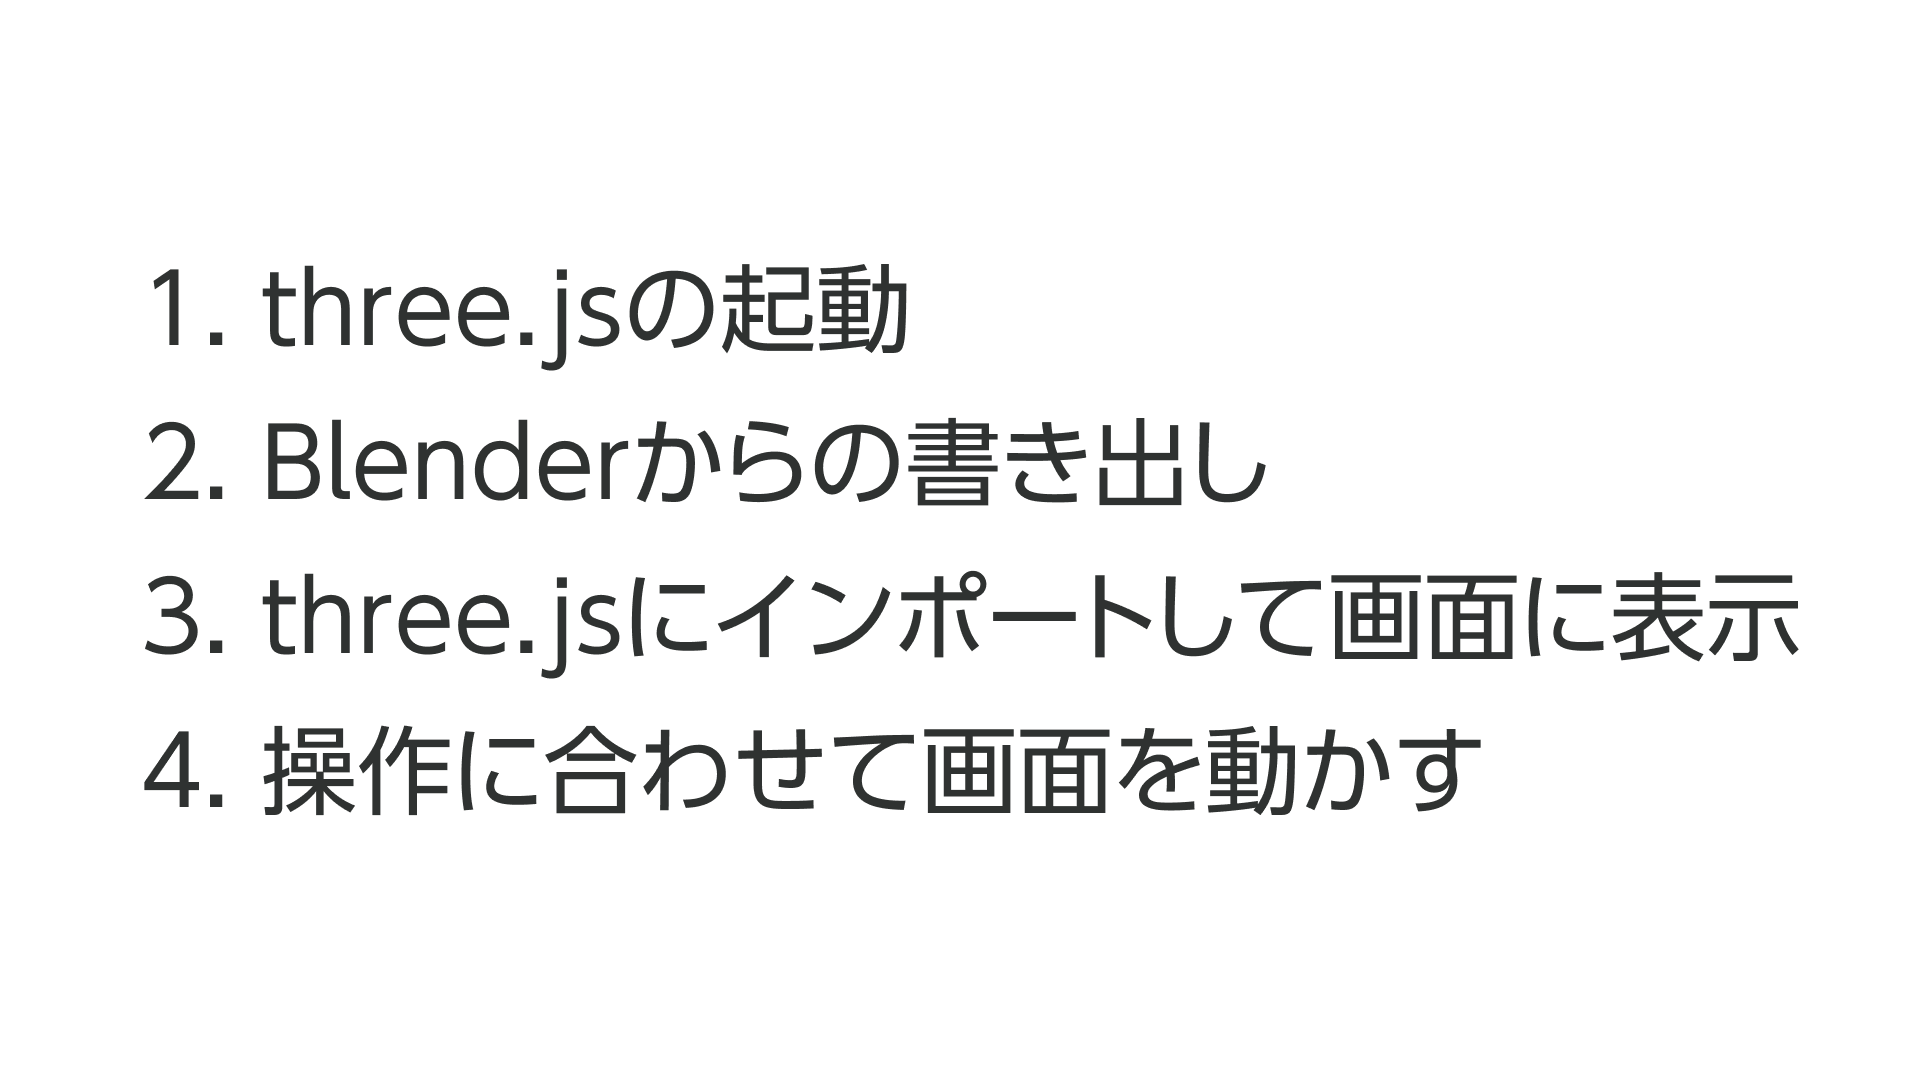 1. three.jsの起動
2. Blenderからの書き出し
3. three.jsにインポートして画面に表示
4. 操作に合わせて画面を動かす